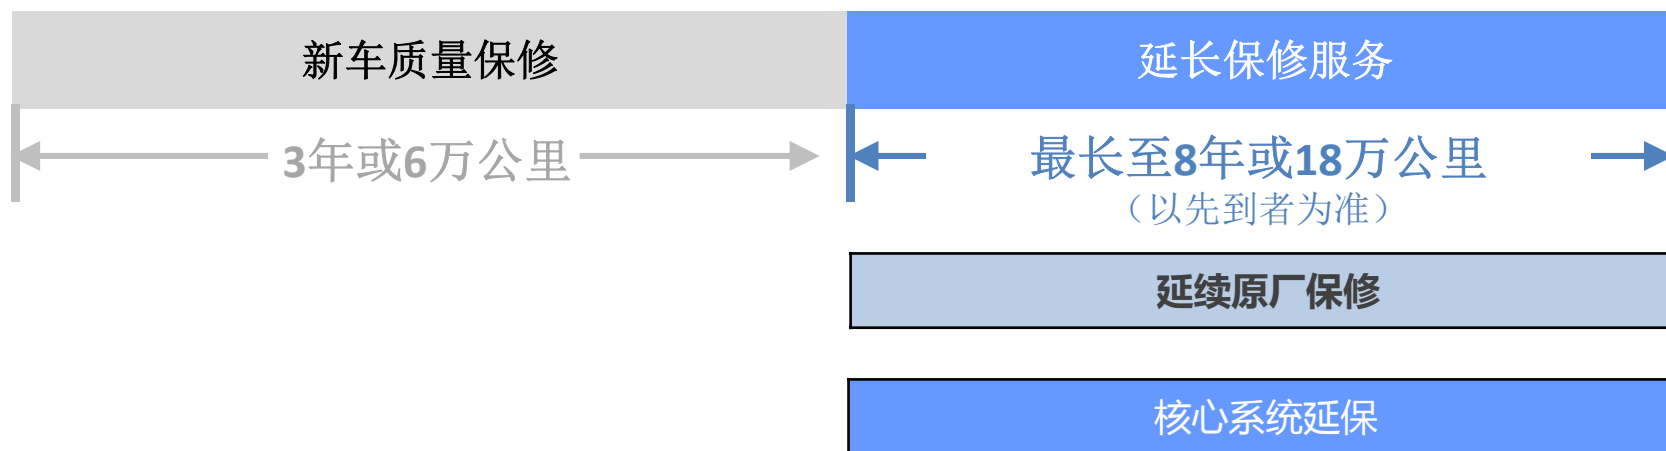 新车质量保修
延长保修服务
3年或6万公里
最长至8年或18万公里
（以先到者为准）
延续原厂保修
核心系统延保